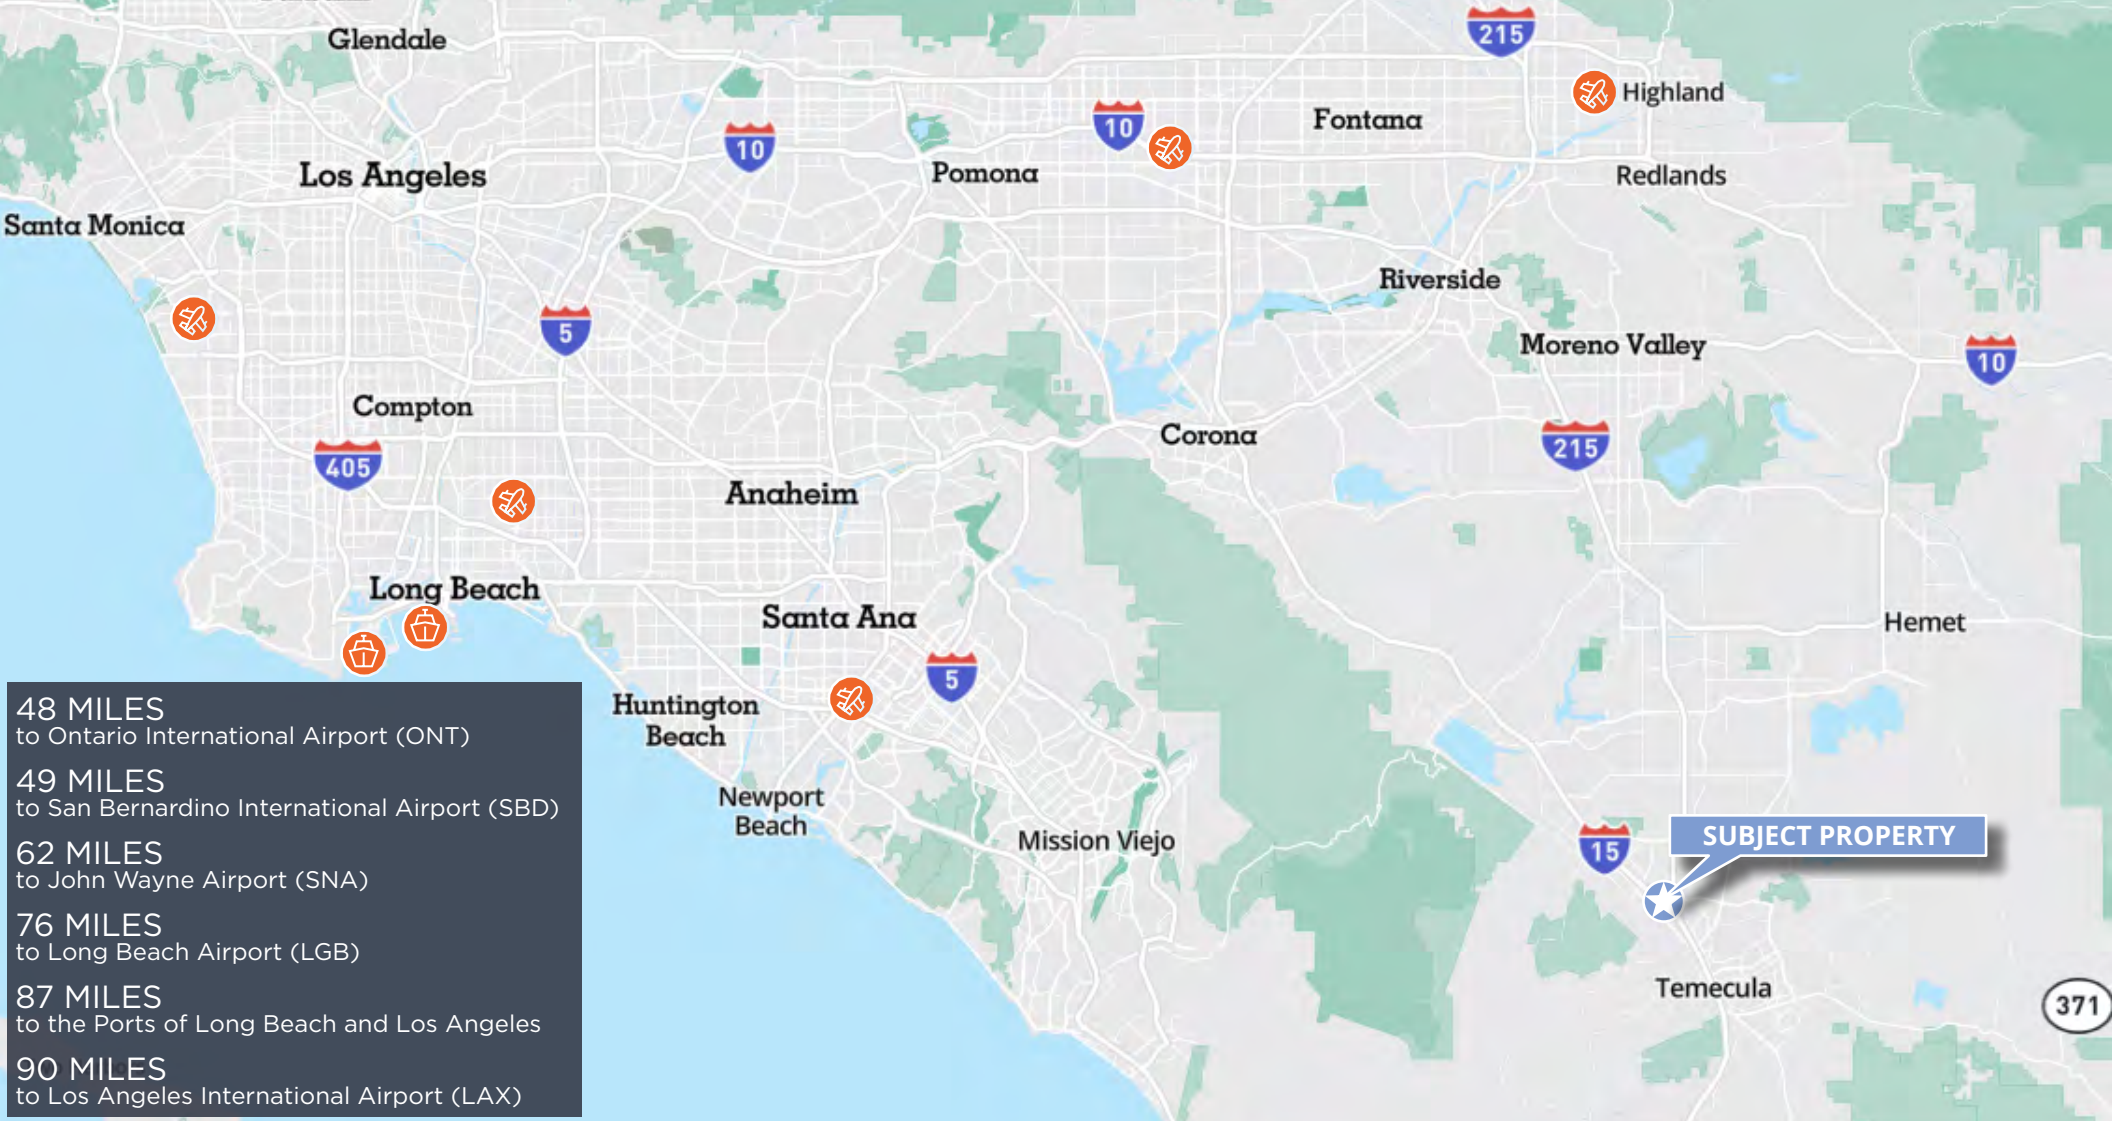 Glendale
215
Highland
10
Fontana
10
Pomona
Los Angeles
Redlands
Santa Monica
Riverside
5
Moreno Valley
10
Compton
Corona
215
405
Anaheim
Long Beach
Santa Ana
Hemet
5
Huntington
Beach
Newport
Beach
Mission Viejo
SUBJECT PROPERTY
15
Temecula
371
48 MILES
to Ontario International Airport (ONT)
49 MILES
to San Bernardino International Airport (SBD)
62 MILES
to John Wayne Airport (SNA)
76 MILES
to Long Beach Airport (LGB)
87 MILES
to the Ports of Long Beach and Los Angeles
90 MILES
to Los Angeles International Airport (LAX)